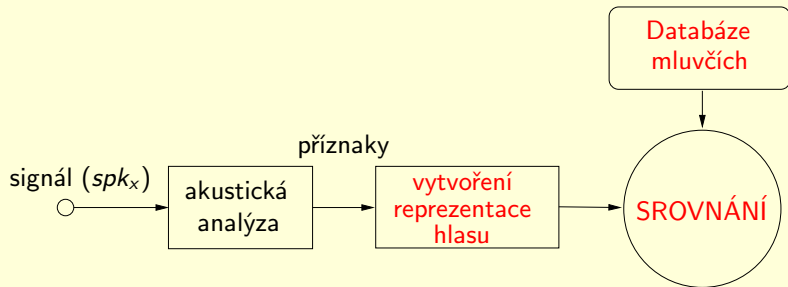 Databáze
mluvčích
příznaky
signál (spkₓ)
akustická
analýza
vytvoření
reprezentace
hlasu
SROVNÁNÍ